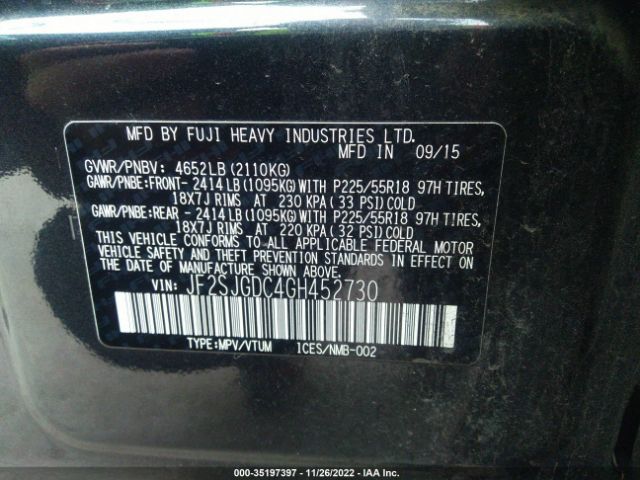 MFD BY FUJI HEAVY INDUSTRIES LTD.
MFD IN 09/15
GVWR/PNBV: 4652LB (2110KG)
GAWR/PNBE:FRONT- 2414LB (1095KG) WITH P225/55R18 97H TIRES,
18X7J RIMS AT 230 KPA ( 33 PSI) COLD
GAWR/PNBE:REAR - 2414LB (1095KG) WITH P225/55R18 97H TIRES,
18X7J RIMS AT 220 KPA ( 32 PSI) COLD
THIS VEHICLE CONFORMS TO ALL APPLICABLE FEDERAL MOTOR
VEHICLE SAFETY AND THEFT PREVENTION STANDARDS IN EFFECT ON THE
DATE OF MANUFACTURE SHOWN ABOVE.
VIN: JF2SJGDC4GH452730
TYPE:MPV/VTUM ICES/NMB-002
000-35197397 - 11/26/2022 - IAA Inc.